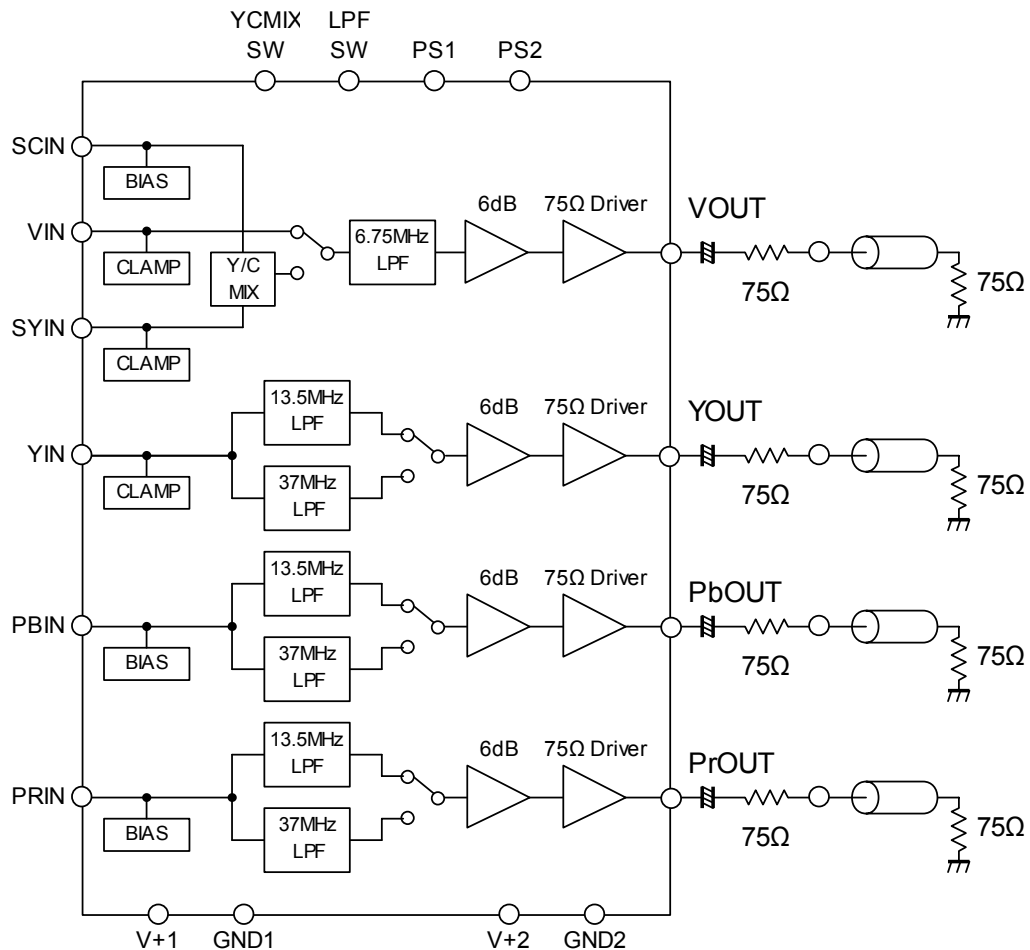 YCMIX
SW
LPF
SW
PS1
PS2
SCIN
BIAS
VIN
CLAMP
Y/C
MIX
6.75MHz
LPF
6dB
75Ω Driver
VOUT
75Ω
75Ω
SYIN
CLAMP
YIN
CLAMP
13.5MHz
LPF
37MHz
LPF
6dB
75Ω Driver
YOUT
75Ω
75Ω
PBIN
BIAS
13.5MHz
LPF
37MHz
LPF
6dB
75Ω Driver
PbOUT
75Ω
75Ω
PRIN
BIAS
13.5MHz
LPF
37MHz
LPF
6dB
75Ω Driver
PrOUT
75Ω
75Ω
V+1
GND1
V+2
GND2